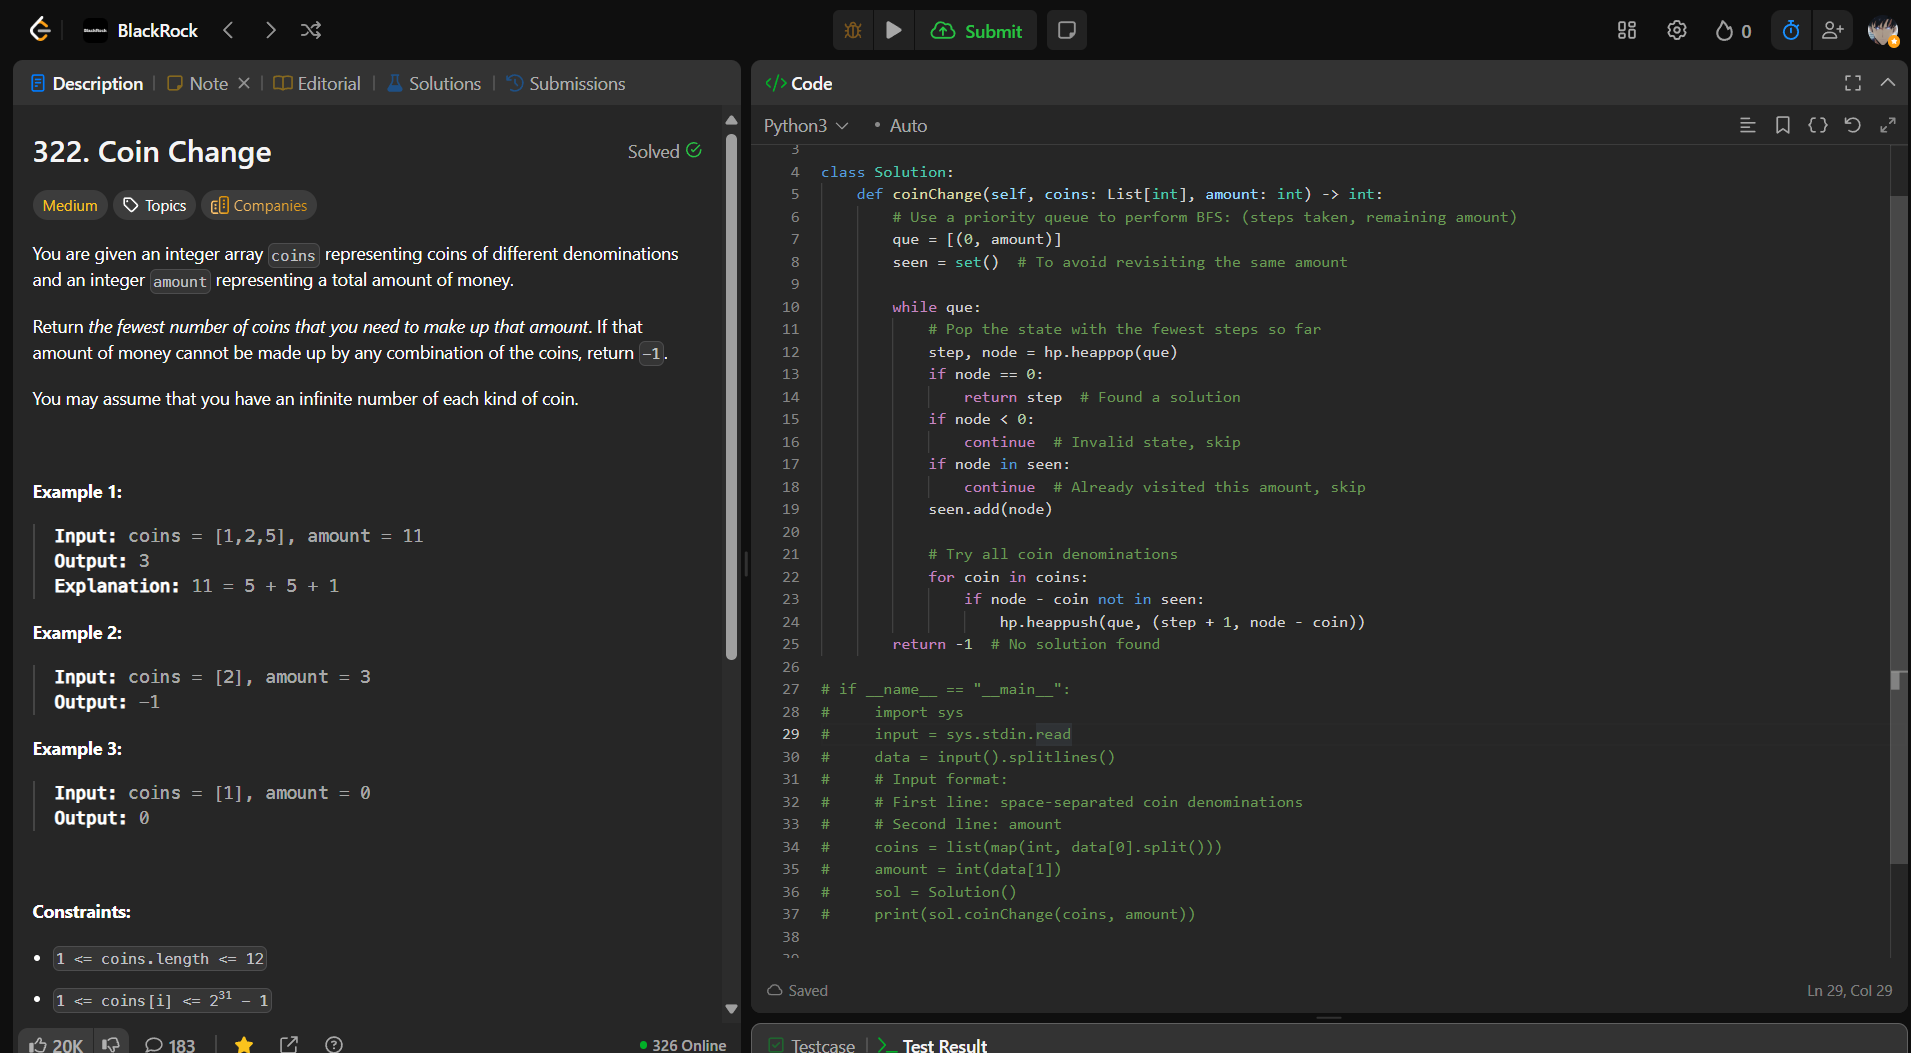 BlackRock
Submit
0
Description
Note
Editorial
Solutions
Submissions
322. Coin Change
Solved
Medium
Topics
Companies
You are given an integer array coins representing coins of different denominations
and an integer amount representing a total amount of money.
Return the fewest number of coins that you need to make up that amount. If that
amount of money cannot be made up by any combination of the coins, return -1.
You may assume that you have an infinite number of each kind of coin.
Example 1:
Input: coins = [1,2,5], amount = 11
Output: 3
Explanation: 11 = 5 + 5 + 1
Example 2:
Input: coins = [2], amount = 3
Output: -1
Example 3:
Input: coins = [1], amount = 0
Output: 0
Constraints:
• 1 <= coins.length <= 12
• 1 <= coins[i] <= 2³¹ - 1
20K
183
326 Online
</> Code
Python3
• Auto
3
4 class Solution:
5     def coinChange(self, coins: List[int], amount: int) -> int:
6         # Use a priority queue to perform BFS: (steps taken, remaining amount)
7         que = [(0, amount)]
8         seen = set()  # To avoid revisiting the same amount
9
10         while que:
11             # Pop the state with the fewest steps so far
12             step, node = hp.heappop(que)
13             if node == 0:
14                 return step  # Found a solution
15             if node < 0:
16                 continue  # Invalid state, skip
17             if node in seen:
18                 continue  # Already visited this amount, skip
19             seen.add(node)
20
21             # Try all coin denominations
22             for coin in coins:
23                 if node - coin not in seen:
24                     hp.heappush(que, (step + 1, node - coin))
25         return -1  # No solution found
26
27 # if __name__ == "__main__":
28 #     import sys
29 #     input = sys.stdin.read
30 #     data = input().splitlines()
31 #     # Input format:
32 #     # First line: space-separated coin denominations
33 #     # Second line: amount
34 #     coins = list(map(int, data[0].split()))
35 #     amount = int(data[1])
36 #     sol = Solution()
37 #     print(sol.coinChange(coins, amount))
38
Saved
Ln 29, Col 29
Testcase
Test Result